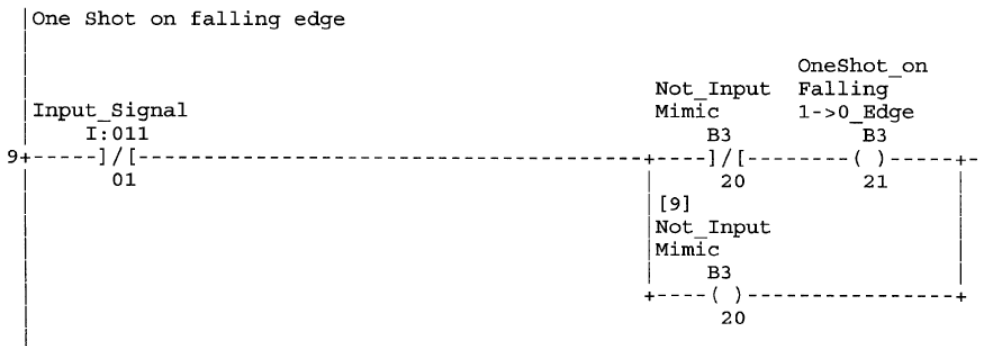 One Shot on falling edge
OneShot_on
Not_Input Falling
Input_Signal Mimic 1->0_Edge
I:011 B3 B3
9+-----]/[----------------------------------------+----]/[--------( )-----+-
01 20 21
[9]
Not_Input
Mimic
B3
+----( )----------------+
20